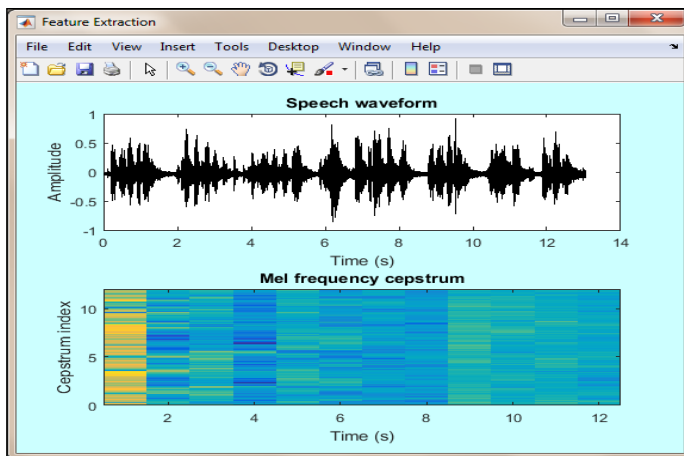 Feature Extraction
File Edit View Insert Tools Desktop Window Help
Speech waveform
1
0.5
0
-0.5
-1
Amplitude
0 2 4 6 8 10 12 14
Time (s)
Mel frequency cepstrum
10
5
0
Cepstrum index
2 4 6 8 10 12
Time (s)